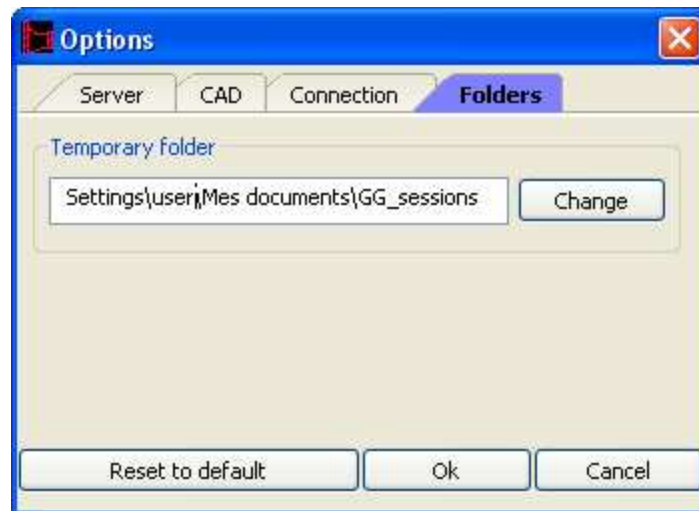 Options
Server CAD Connection Folders
Temporary folder
Settings\user\Mes documents\GG_sessions Change
Reset to default Ok Cancel